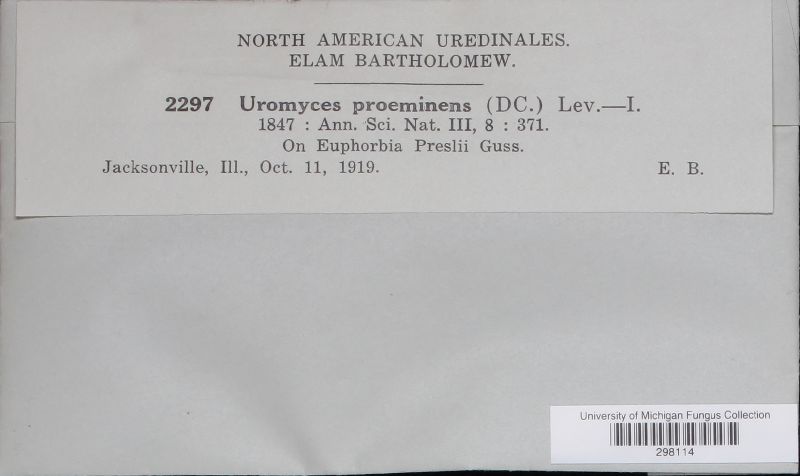 NORTH AMERICAN UREDINALES.
ELAM BARTHOLOMEW.
2297 Uromyces proeminens (DC.) Lev.—I.
1847 : Ann. Sci. Nat. III, 8 : 371.
On Euphorbia Preslii Guss.
Jacksonville, Ill., Oct. 11, 1919. E. B.
University of Michigan Fungus Collection
298114